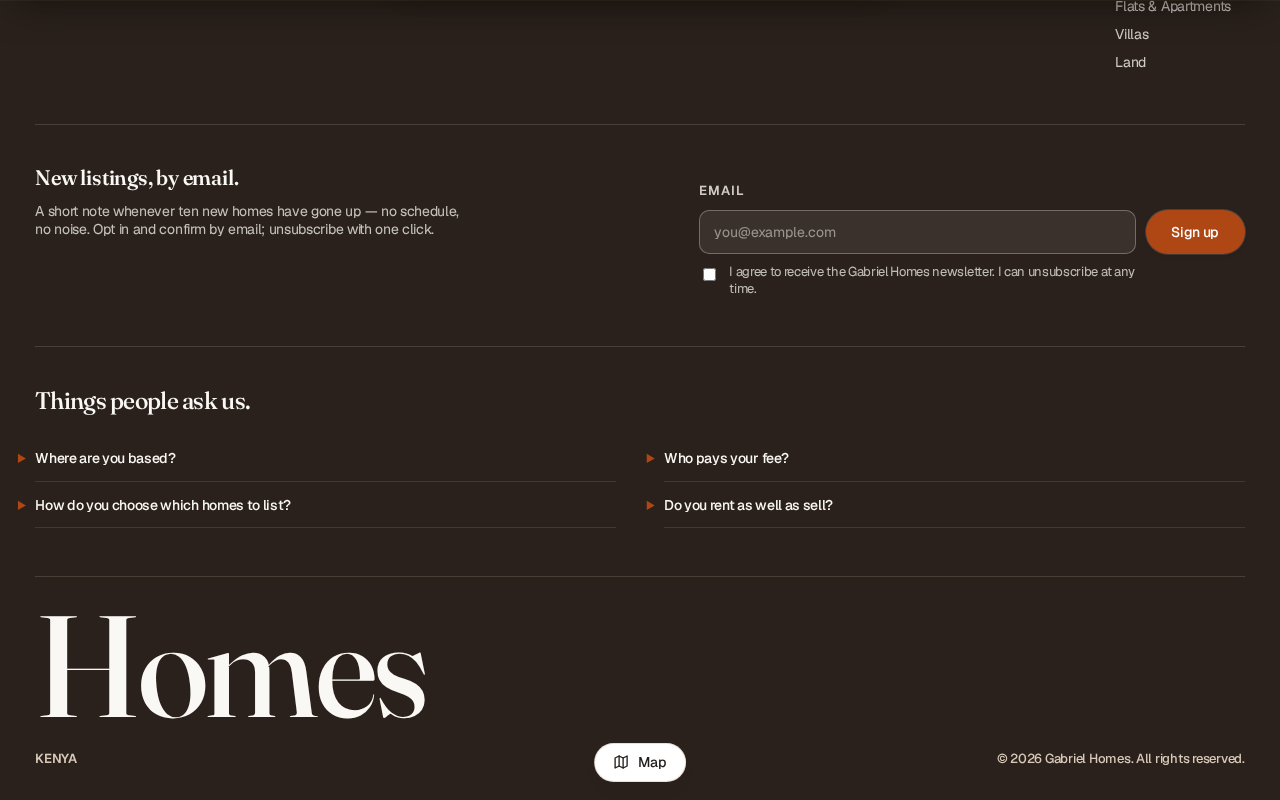 Flats & Apartments
Villas
Land
New listings, by email.
A short note whenever ten new homes have gone up — no schedule,
no noise. Opt in and confirm by email; unsubscribe with one click.
EMAIL
you@example.com
Sign up
I agree to receive the Gabriel Homes newsletter. I can unsubscribe at any
time.
Things people ask us.
Where are you based?
Who pays your fee?
How do you choose which homes to list?
Do you rent as well as sell?
Homes
KENYA
Map
© 2026 Gabriel Homes. All rights reserved.